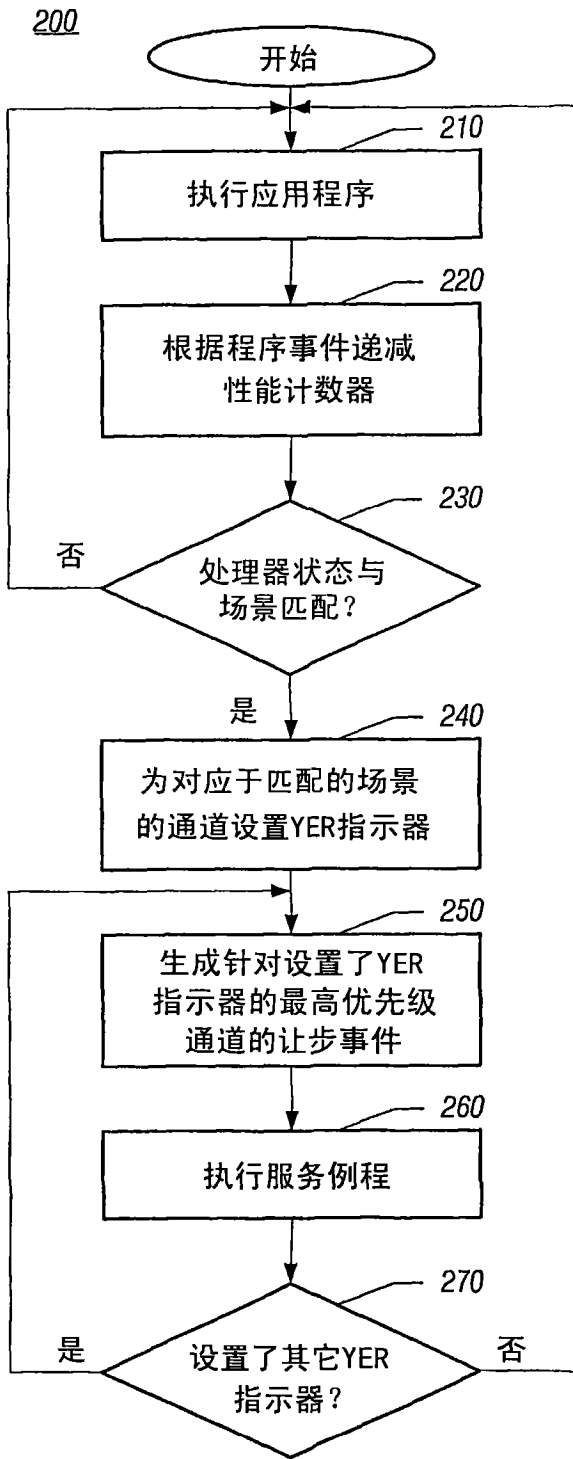 200
开始
210
执行应用程序
220
根据程序事件递减
性能计数器
230
否
处理器状态与
场景匹配?
是
240
为对应于匹配的场景
的通道设置YER指示器
250
生成针对设置了YER
指示器的最高优先级
通道的让步事件
260
执行服务例程
270
是
设置了其它YER
指示器?
否